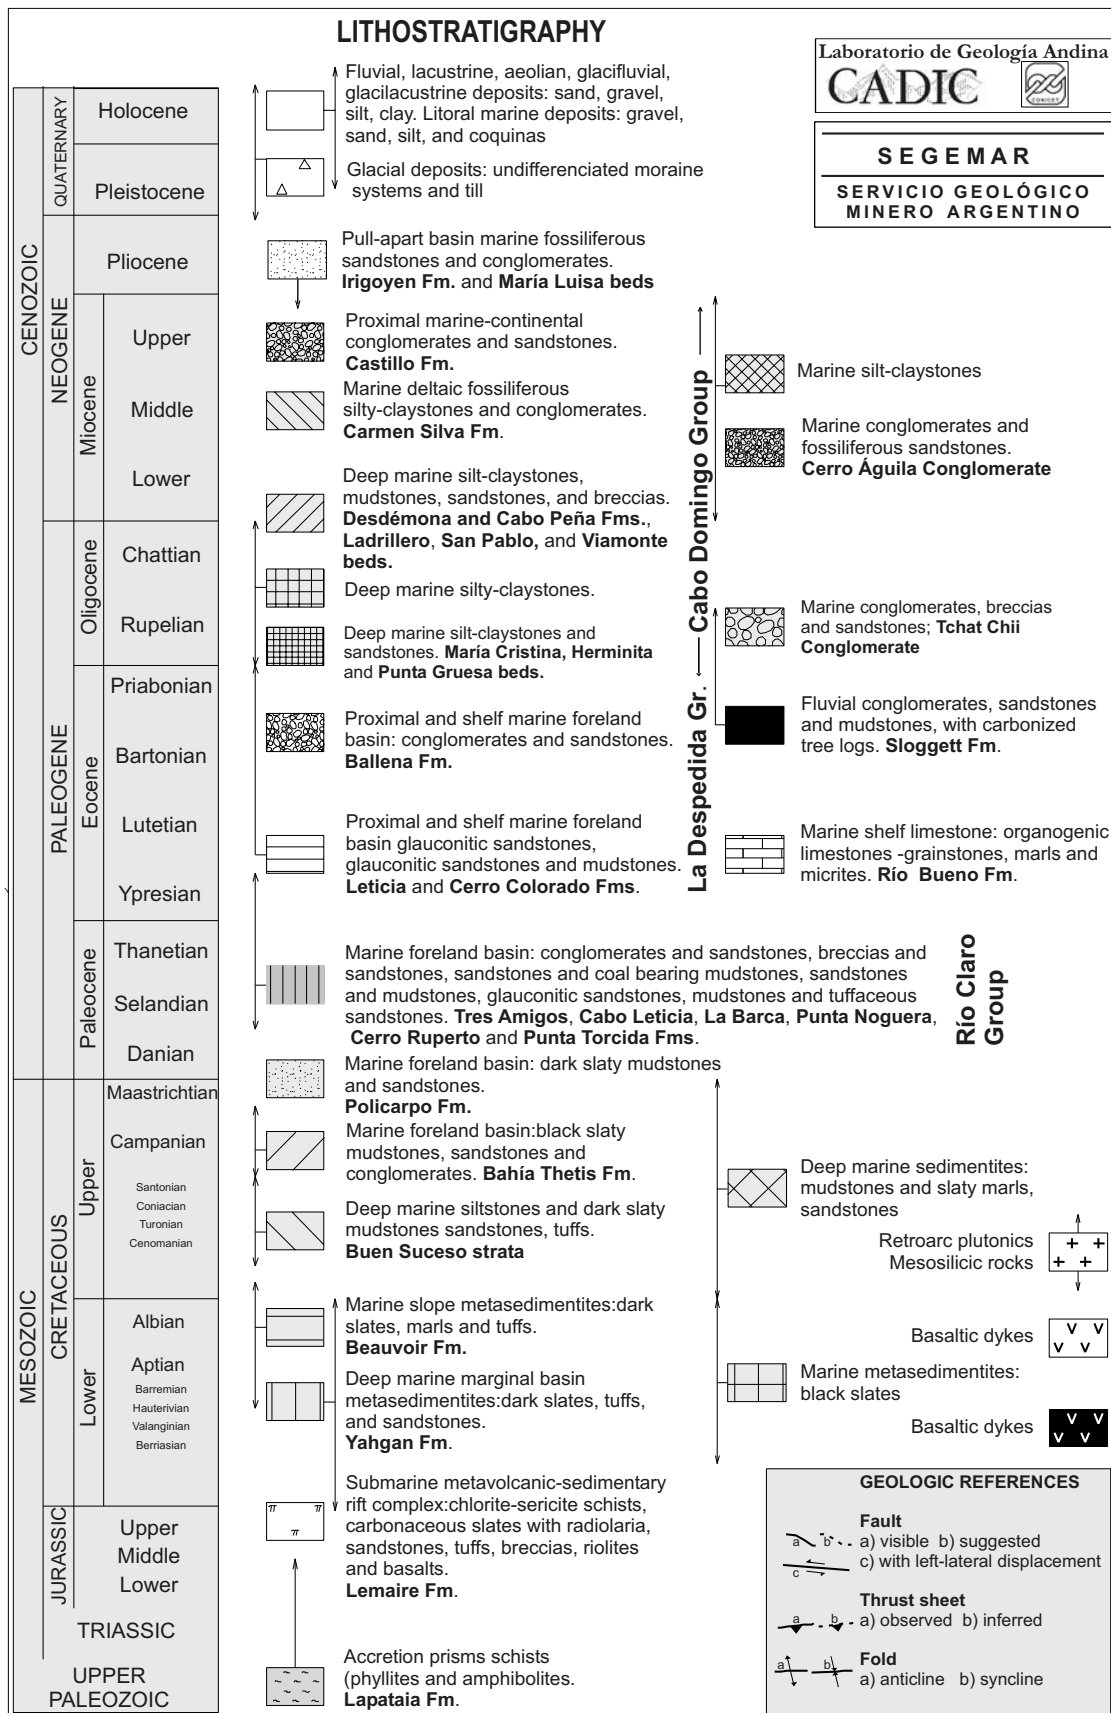 LITHOSTRATIGRAPHY
Laboratorio de Geología Andina
CADIC
CONICET
SEGEMAR
SERVICIO GEOLÓGICO
MINERO ARGENTINO
CENOZOIC
QUATERNARY
Holocene
Pleistocene
NEOGENE
Pliocene
Miocene
Upper
Middle
Lower
PALEOGENE
Oligocene
Chattian
Rupelian
Eocene
Priabonian
Bartonian
Lutetian
Ypresian
Paleocene
Thanetian
Selandian
Danian
MESOZOIC
CRETACEOUS
Upper
Maastrichtian
Campanian
Santonian
Coniacian
Turonian
Cenomanian
Lower
Albian
Aptian
Barremian
Hauterivian
Valanginian
Berriasian
JURASSIC
Upper
Middle
Lower
TRIASSIC
UPPER
PALEOZOIC
Fluvial, lacustrine, aeolian, glacifluvial,
glacilacustrine deposits: sand, gravel,
silt, clay. Litoral marine deposits: gravel,
sand, silt, and coquinas
Glacial deposits: undifferenciated moraine
systems and till
Pull-apart basin marine fossiliferous
sandstones and conglomerates.
Irigoyen Fm. and María Luisa beds
Proximal marine-continental
conglomerates and sandstones.
Castillo Fm.
Marine deltaic fossiliferous
silty-claystones and conglomerates.
Carmen Silva Fm.
Deep marine silt-claystones,
mudstones, sandstones, and breccias.
Desdémona and Cabo Peña Fms.,
Ladrillero, San Pablo, and Viamonte
beds.
Deep marine silty-claystones.
Deep marine silt-claystones and
sandstones. María Cristina, Herminita
and Punta Gruesa beds.
Proximal and shelf marine foreland
basin: conglomerates and sandstones.
Ballena Fm.
Proximal and shelf marine foreland
basin glauconitic sandstones,
glauconitic sandstones and mudstones.
Leticia and Cerro Colorado Fms.
La Despedida Gr.
Cabo Domingo Group
Marine silt-claystones
Marine conglomerates and
fossiliferous sandstones.
Cerro Águila Conglomerate
Marine conglomerates, breccias
and sandstones; Tchat Chii
Conglomerate
Fluvial conglomerates, sandstones
and mudstones, with carbonized
tree logs. Sloggett Fm.
Marine shelf limestone: organogenic
limestones -grainstones, marls and
micrites. Río Bueno Fm.
Marine foreland basin: conglomerates and sandstones, breccias and
sandstones, sandstones and coal bearing mudstones, sandstones
and mudstones, glauconitic sandstones, mudstones and tuffaceous
sandstones. Tres Amigos, Cabo Leticia, La Barca, Punta Noguera,
Cerro Ruperto and Punta Torcida Fms.
Río Claro
Group
Marine foreland basin: dark slaty mudstones
and sandstones.
Policarpo Fm.
Marine foreland basin:black slaty
mudstones, sandstones and
conglomerates. Bahía Thetis Fm.
Deep marine siltstones and dark slaty
mudstones sandstones, tuffs.
Buen Suceso strata
Marine slope metasedimentites:dark
slates, marls and tuffs.
Beauvoir Fm.
Deep marine marginal basin
metasedimentites:dark slates, tuffs,
and sandstones.
Yahgan Fm.
Submarine metavolcanic-sedimentary
rift complex:chlorite-sericite schists,
carbonaceous slates with radiolaria,
sandstones, tuffs, breccias, riolites
and basalts.
Lemaire Fm.
Accretion prisms schists
(phyllites and amphibolites.
Lapataia Fm.
Deep marine sedimentites:
mudstones and slaty marls,
sandstones
Retroarc plutonics
Mesosilicic rocks
Basaltic dykes
Marine metasedimentites:
black slates
Basaltic dykes
GEOLOGIC REFERENCES
Fault
a b
a) visible b) suggested
c
c) with left-lateral displacement
Thrust sheet
a b
a) observed b) inferred
Fold
a b
a) anticline b) syncline